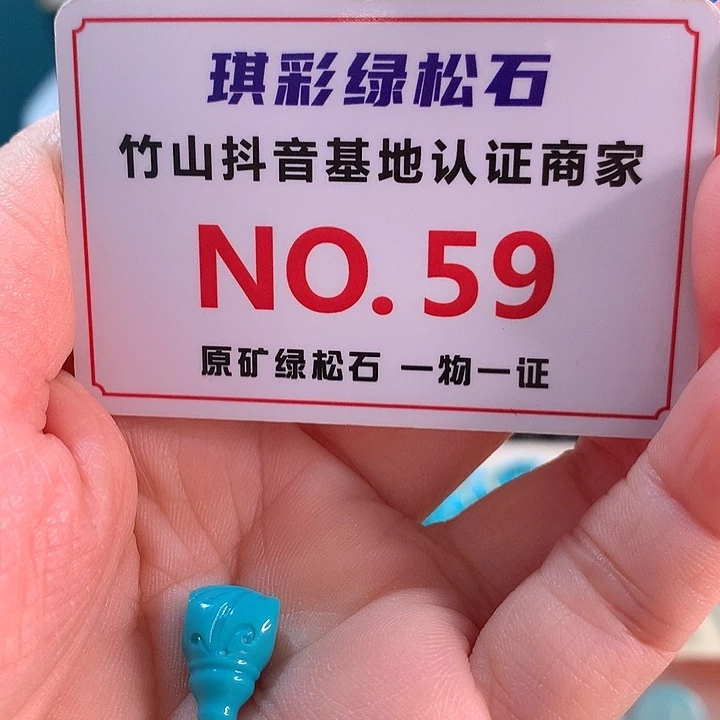 琪彩绿松石
竹山抖音基地认证商家
NO.59
原矿绿松石 一物一证